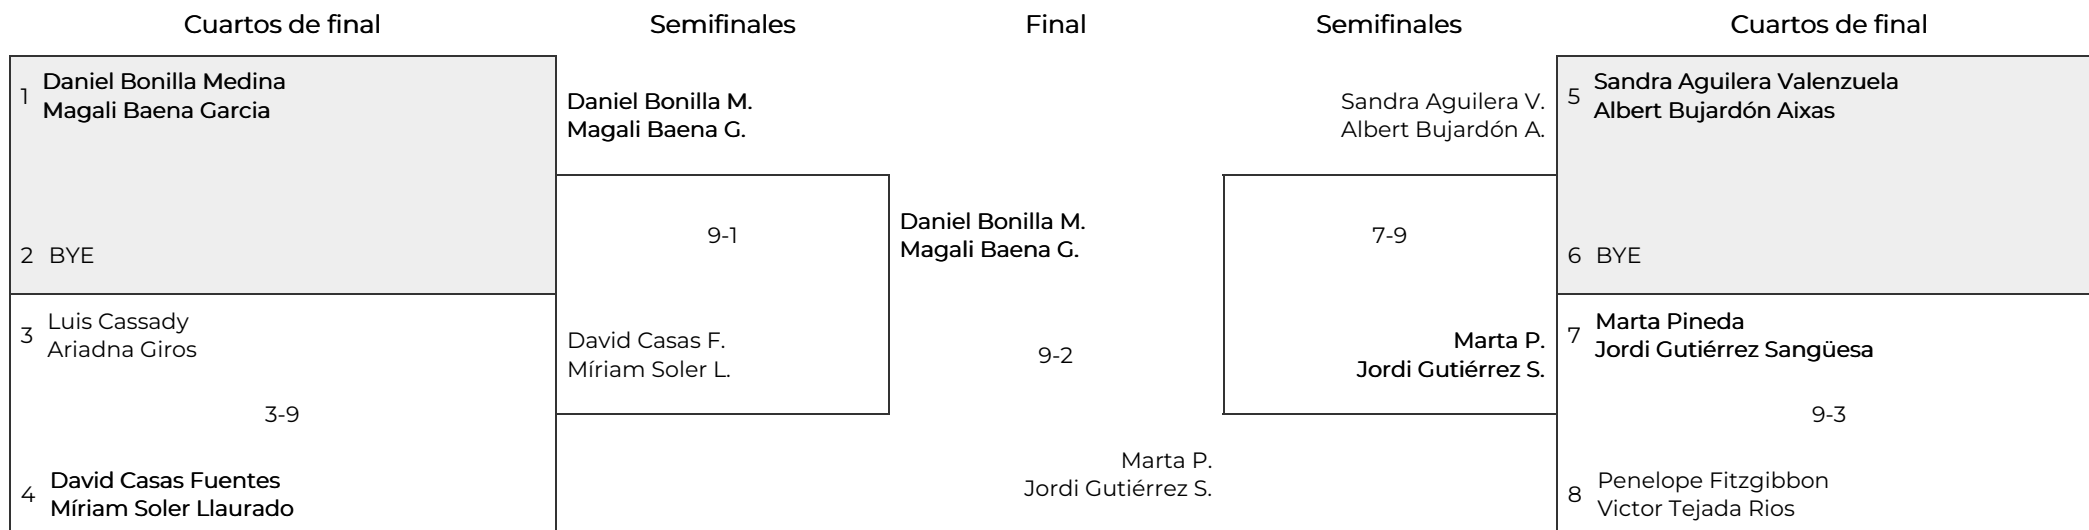 Cuartos de final
Semifinales
Final
Semifinales
Cuartos de final
1
Daniel Bonilla Medina
Magali Baena Garcia
2 BYE
3
Luis Cassady
Ariadna Giros
3-9
4
David Casas Fuentes
Míriam Soler Llaurado
Daniel Bonilla M.
Magali Baena G.
9-1
David Casas F.
Míriam Soler L.
Daniel Bonilla M.
Magali Baena G.
9-2
Marta P.
Jordi Gutiérrez S.
Sandra Aguilera V.
Albert Bujardón A.
7-9
Marta P.
Jordi Gutiérrez S.
5
Sandra Aguilera Valenzuela
Albert Bujardón Aixas
6 BYE
7
Marta Pineda
Jordi Gutiérrez Sangüesa
9-3
8
Penelope Fitzgibbon
Victor Tejada Rios